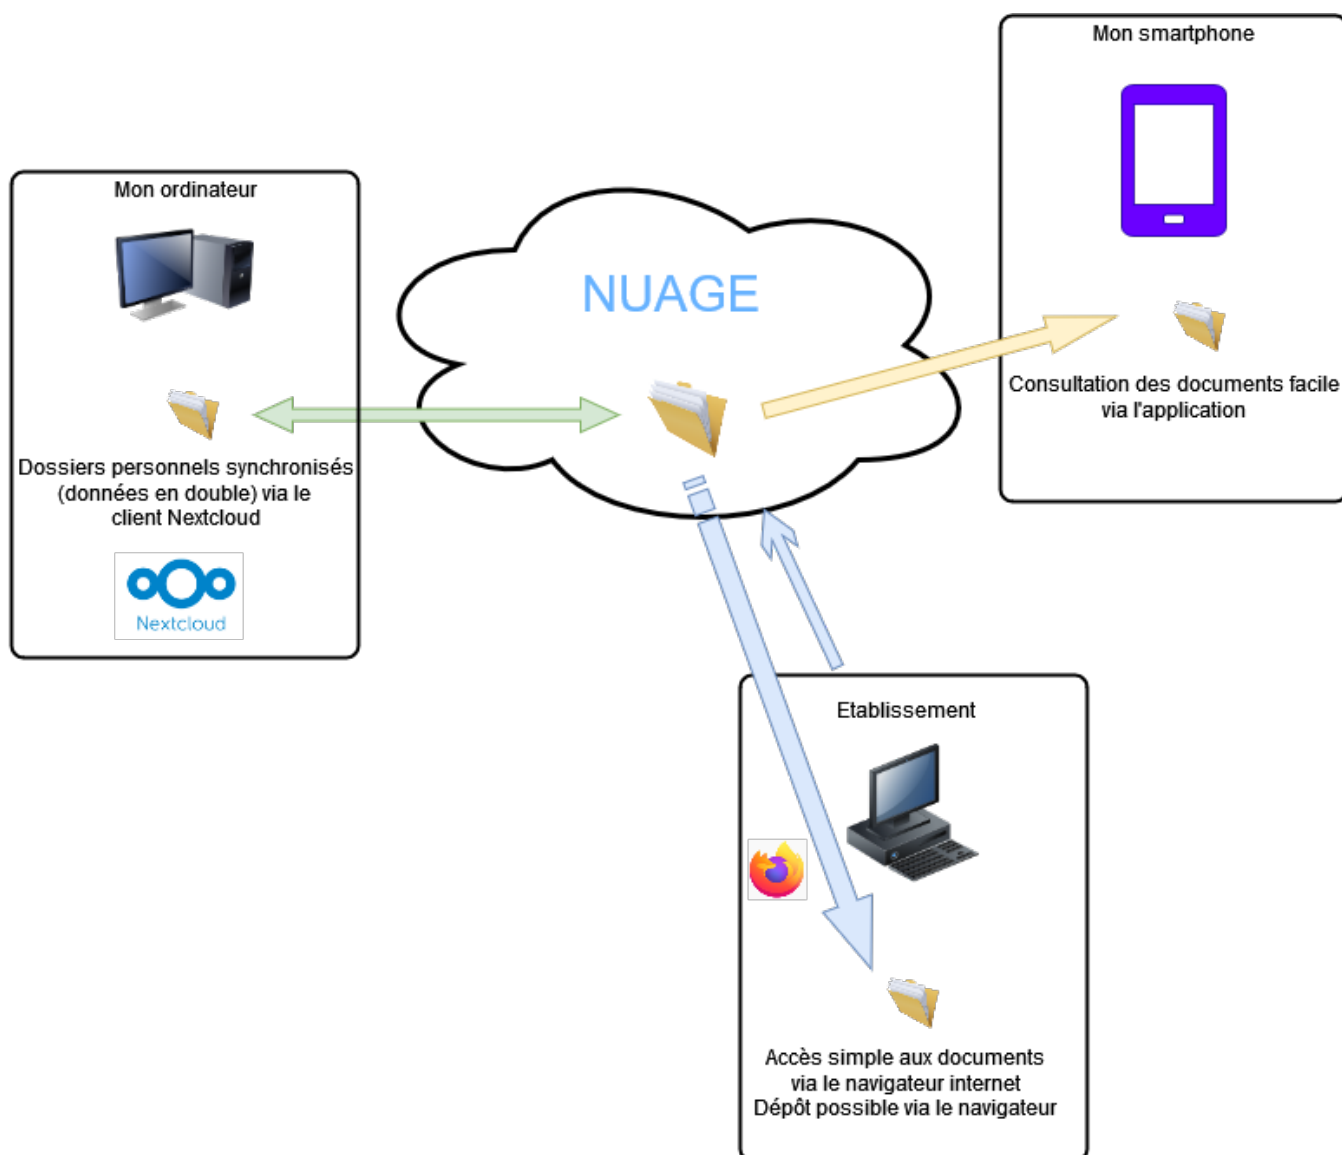 Mon smartphone
Consultation des documents facile
via l'application
Mon ordinateur
Dossiers personnels synchronisés
(données en double) via le
client Nextcloud
Nextcloud
NUAGE
Etablissement
Accès simple aux documents
via le navigateur internet
Dépôt possible via le navigateur